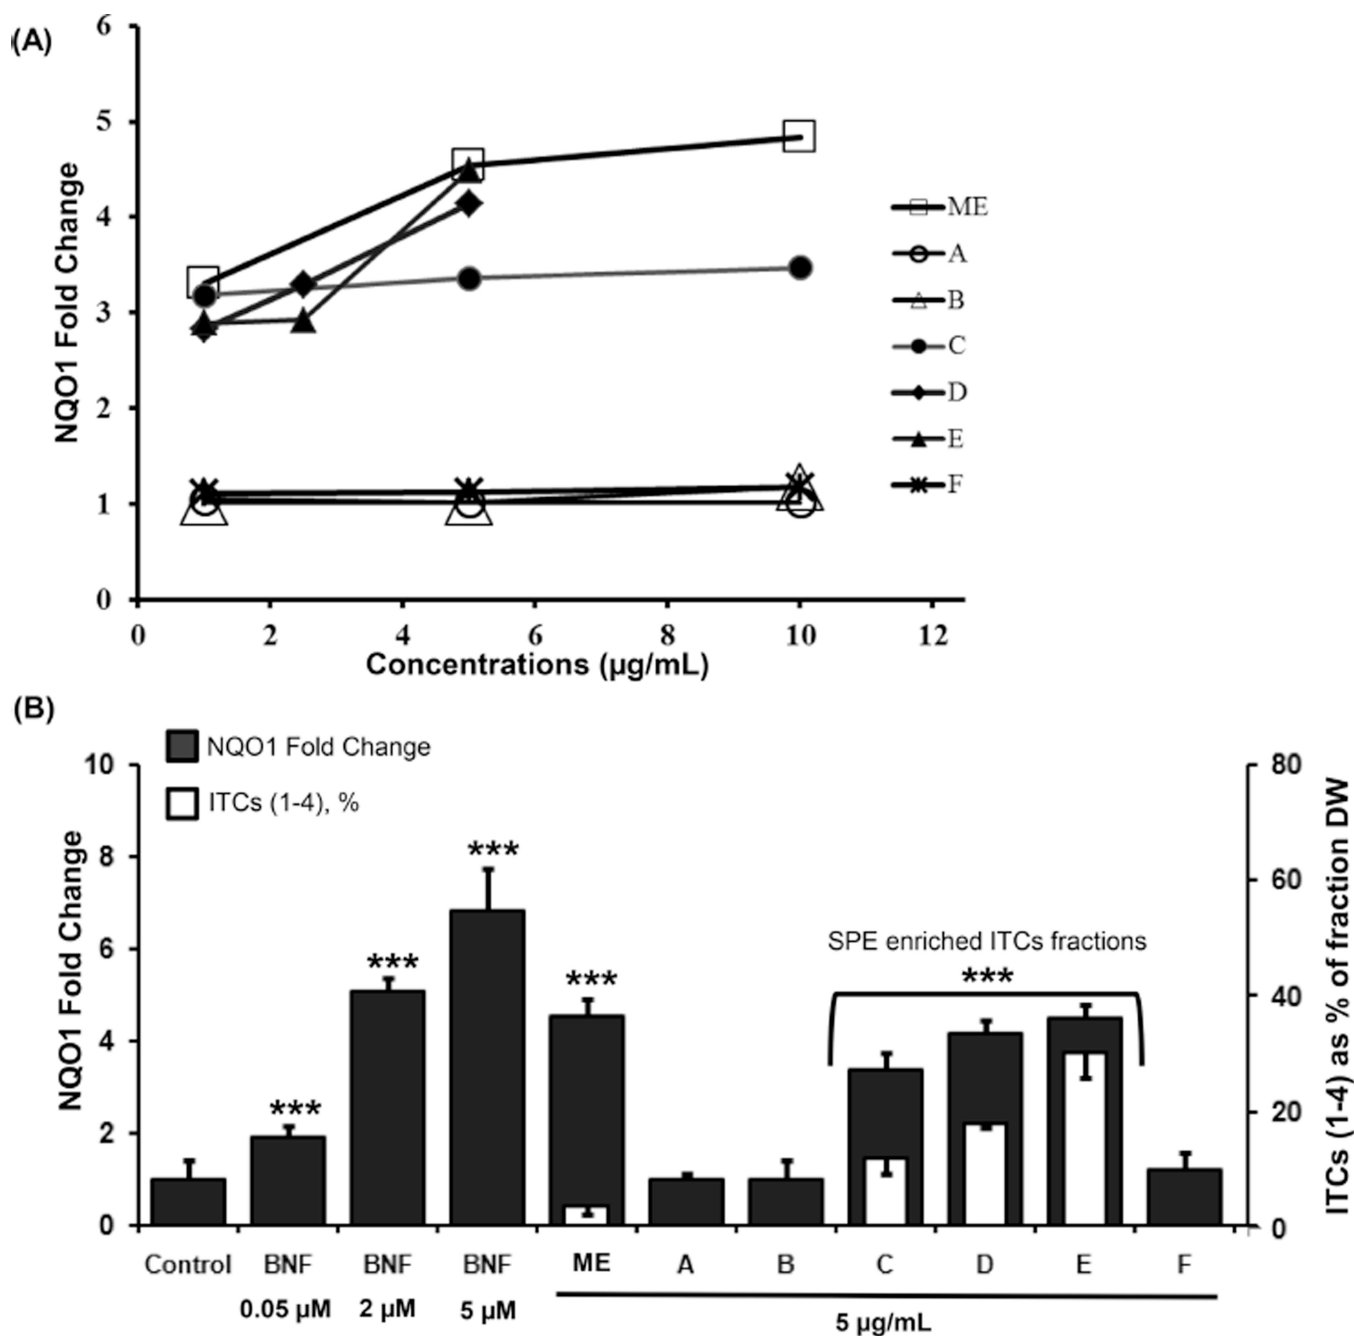 (A)
6
5
4
3
2
1
0
NQO1 Fold Change
0 2 4 6 8 10 12
Concentrations (µg/mL)
ME
A
B
C
D
E
F
(B)
NQO1 Fold Change
ITCs (1-4), %
10
8
6
4
2
0
NQO1 Fold Change
80
60
40
20
0
ITCs (1-4) as % of fraction DW
***
***
***
***
SPE enriched ITCs fractions
***
Control BNF BNF BNF ME A B C D E F
0.05 µM 2 µM 5 µM
5 µg/mL